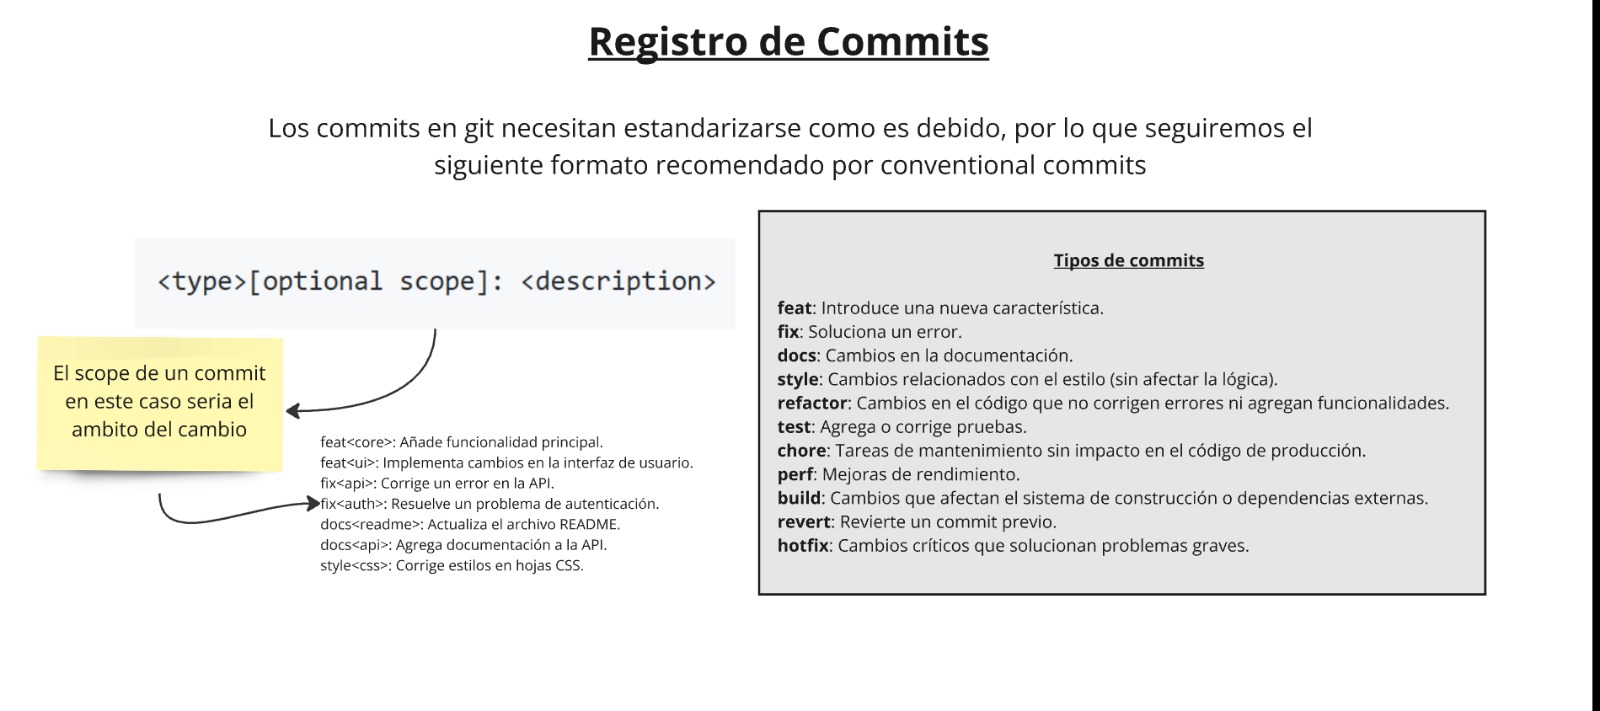 Registro de Commits
Los commits en git necesitan estandarizarse como es debido, por lo que seguiremos el
siguiente formato recomendado por conventional commits
<type>[optional scope]: <description>
El scope de un commit
en este caso seria el
ambito del cambio
feat<core>: Añade funcionalidad principal.
feat<ui>: Implementa cambios en la interfaz de usuario.
fix<api>: Corrige un error en la API.
fix<auth>: Resuelve un problema de autenticación.
docs<readme>: Actualiza el archivo README.
docs<api>: Agrega documentación a la API.
style<css>: Corrige estilos en hojas CSS.
Tipos de commits
feat: Introduce una nueva característica.
fix: Soluciona un error.
docs: Cambios en la documentación.
style: Cambios relacionados con el estilo (sin afectar la lógica).
refactor: Cambios en el código que no corrigen errores ni agregan funcionalidades.
test: Agrega o corrige pruebas.
chore: Tareas de mantenimiento sin impacto en el código de producción.
perf: Mejoras de rendimiento.
build: Cambios que afectan el sistema de construcción o dependencias externas.
revert: Revierte un commit previo.
hotfix: Cambios críticos que solucionan problemas graves.